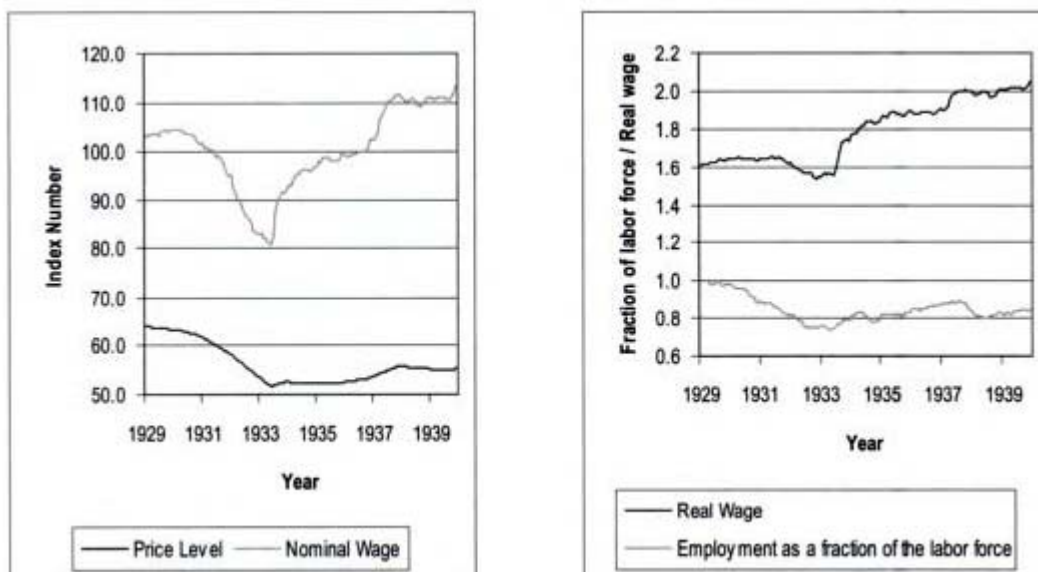 120.0
110.0
100.0
90.0
80.0
70.0
60.0
50.0
Index Number
1929 1931 1933 1935 1937 1939
Year
Price Level Nominal Wage
2.2
2.0
1.8
1.6
1.4
1.2
1.0
0.8
0.6
Fraction of labor force / Real wage
1929 1931 1933 1935 1937 1939
Year
Real Wage
Employment as a fraction of the labor force